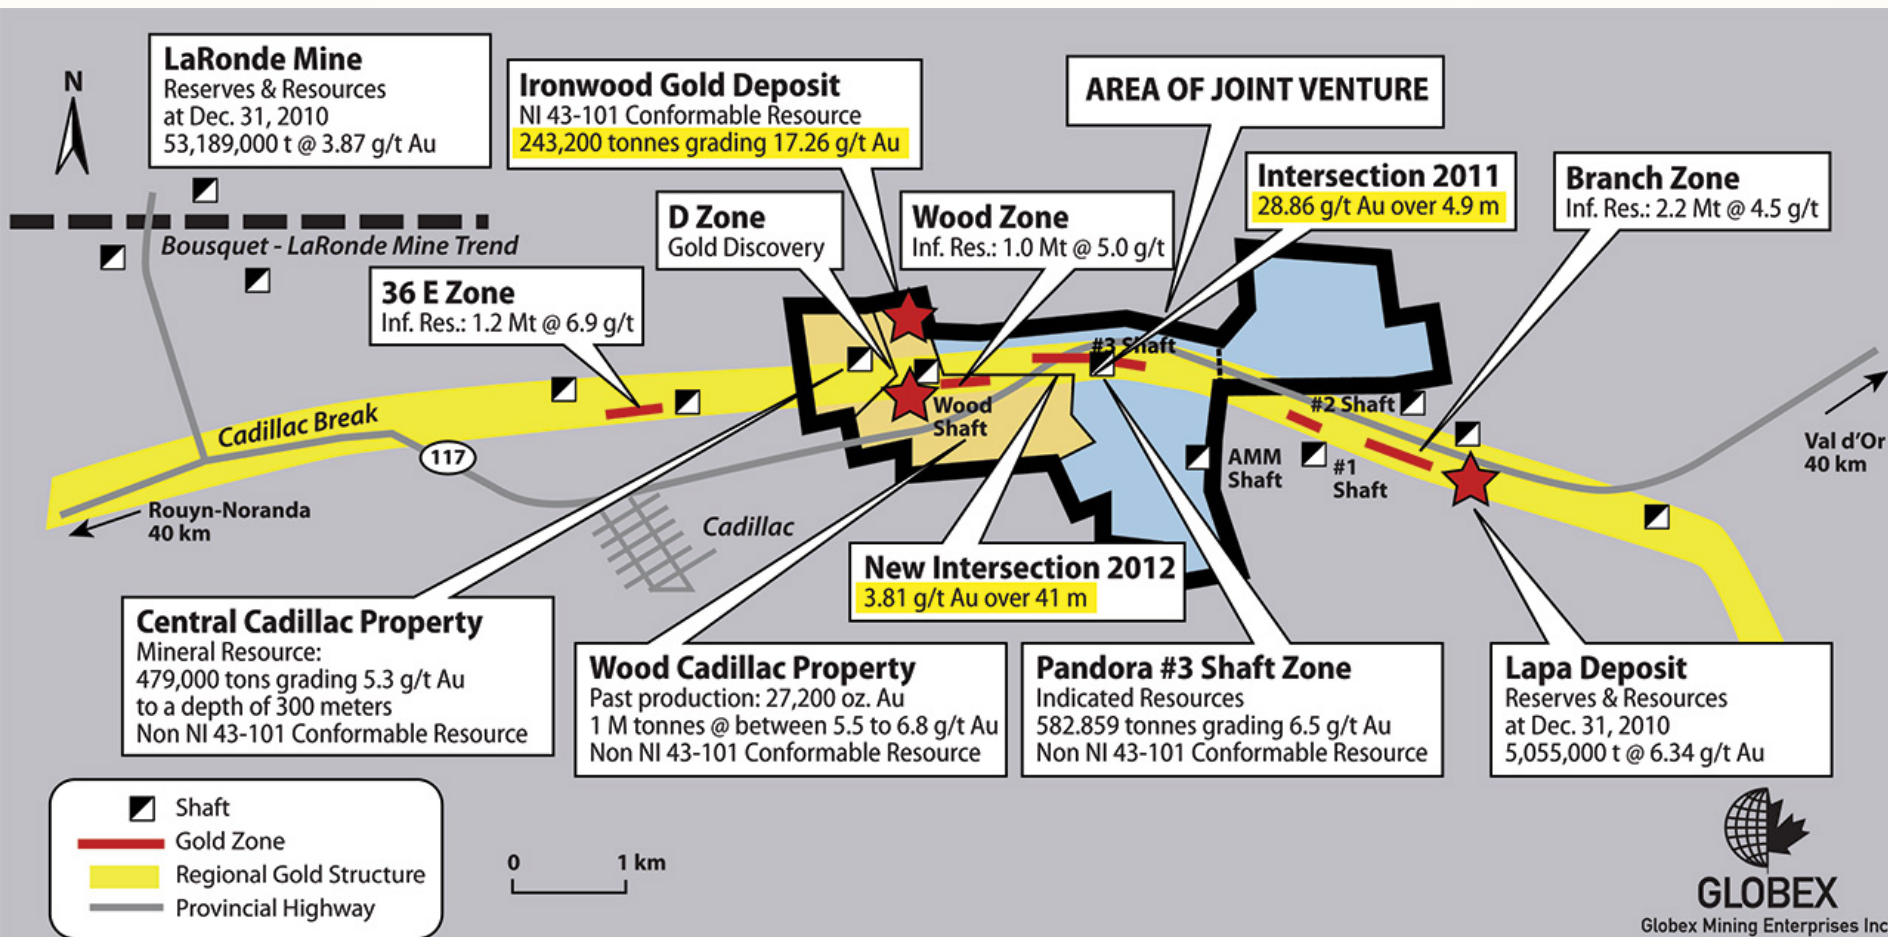 N
LaRonde Mine
Reserves & Resources
at Dec. 31, 2010
53,189,000 t @ 3.87 g/t Au
Ironwood Gold Deposit
NI 43-101 Conformable Resource
243,200 tonnes grading 17.26 g/t Au
AREA OF JOINT VENTURE
Intersection 2011
28.86 g/t Au over 4.9 m
Branch Zone
Inf. Res.: 2.2 Mt @ 4.5 g/t
D Zone
Gold Discovery
Wood Zone
Inf. Res.: 1.0 Mt @ 5.0 g/t
Bousquet - LaRonde Mine Trend
36 E Zone
Inf. Res.: 1.2 Mt @ 6.9 g/t
#3 Shaft
Cadillac Break
117
Wood
Shaft
#2 Shaft
AMM
Shaft
#1
Shaft
Val d'Or
40 km
Rouyn-Noranda
40 km
Cadillac
New Intersection 2012
3.81 g/t Au over 41 m
Central Cadillac Property
Mineral Resource:
479,000 tons grading 5.3 g/t Au
to a depth of 300 meters
Non NI 43-101 Conformable Resource
Wood Cadillac Property
Past production: 27,200 oz. Au
1 M tonnes @ between 5.5 to 6.8 g/t Au
Non NI 43-101 Conformable Resource
Pandora #3 Shaft Zone
Indicated Resources
582.859 tonnes grading 6.5 g/t Au
Non NI 43-101 Conformable Resource
Lapa Deposit
Reserves & Resources
at Dec. 31, 2010
5,055,000 t @ 6.34 g/t Au
Shaft
Gold Zone
Regional Gold Structure
Provincial Highway
0 1 km
GLOBEX
Globex Mining Enterprises Inc